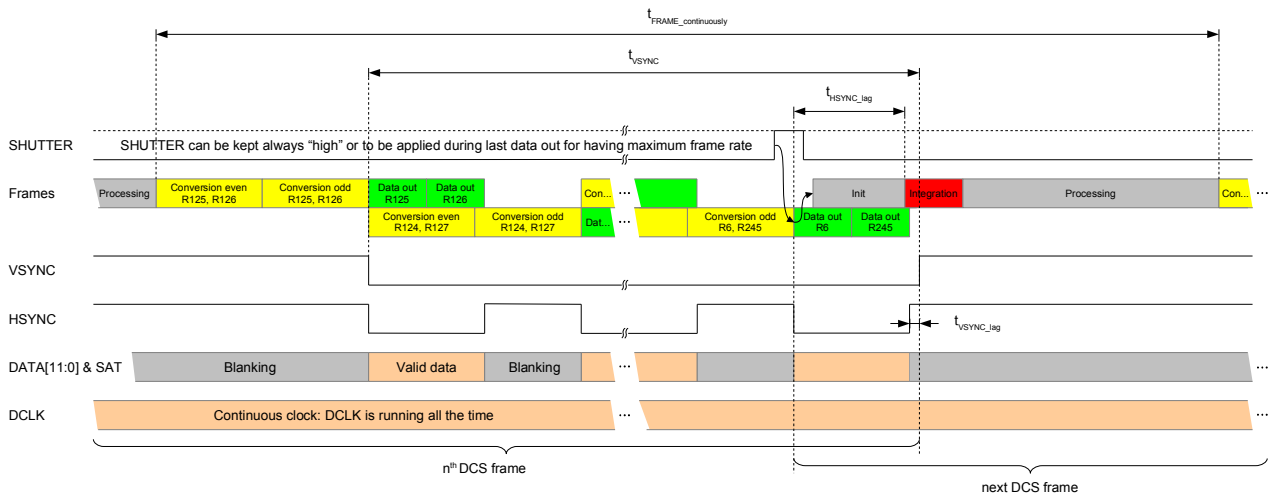 tFRAME_continuously
tVSYNC
tHSYNC_lag
SHUTTER
SHUTTER can be kept always “high” or to be applied during last data out for having maximum frame rate
Frames
Processing
Conversion even
R125, R126
Conversion odd
R125, R126
Data out
R125
Data out
R126
Con...
...
Init
Integration
Processing
Con...
...
Conversion even
R124, R127
Conversion odd
R124, R127
Dat...
...
Conversion odd
R6, R245
Data out
R6
Data out
R245
VSYNC
HSYNC
tVSYNC_lag
DATA[11:0] & SAT
Blanking
Valid data
Blanking
...
...
DCLK
Continuous clock: DCLK is running all the time
...
...
nth DCS frame
next DCS frame